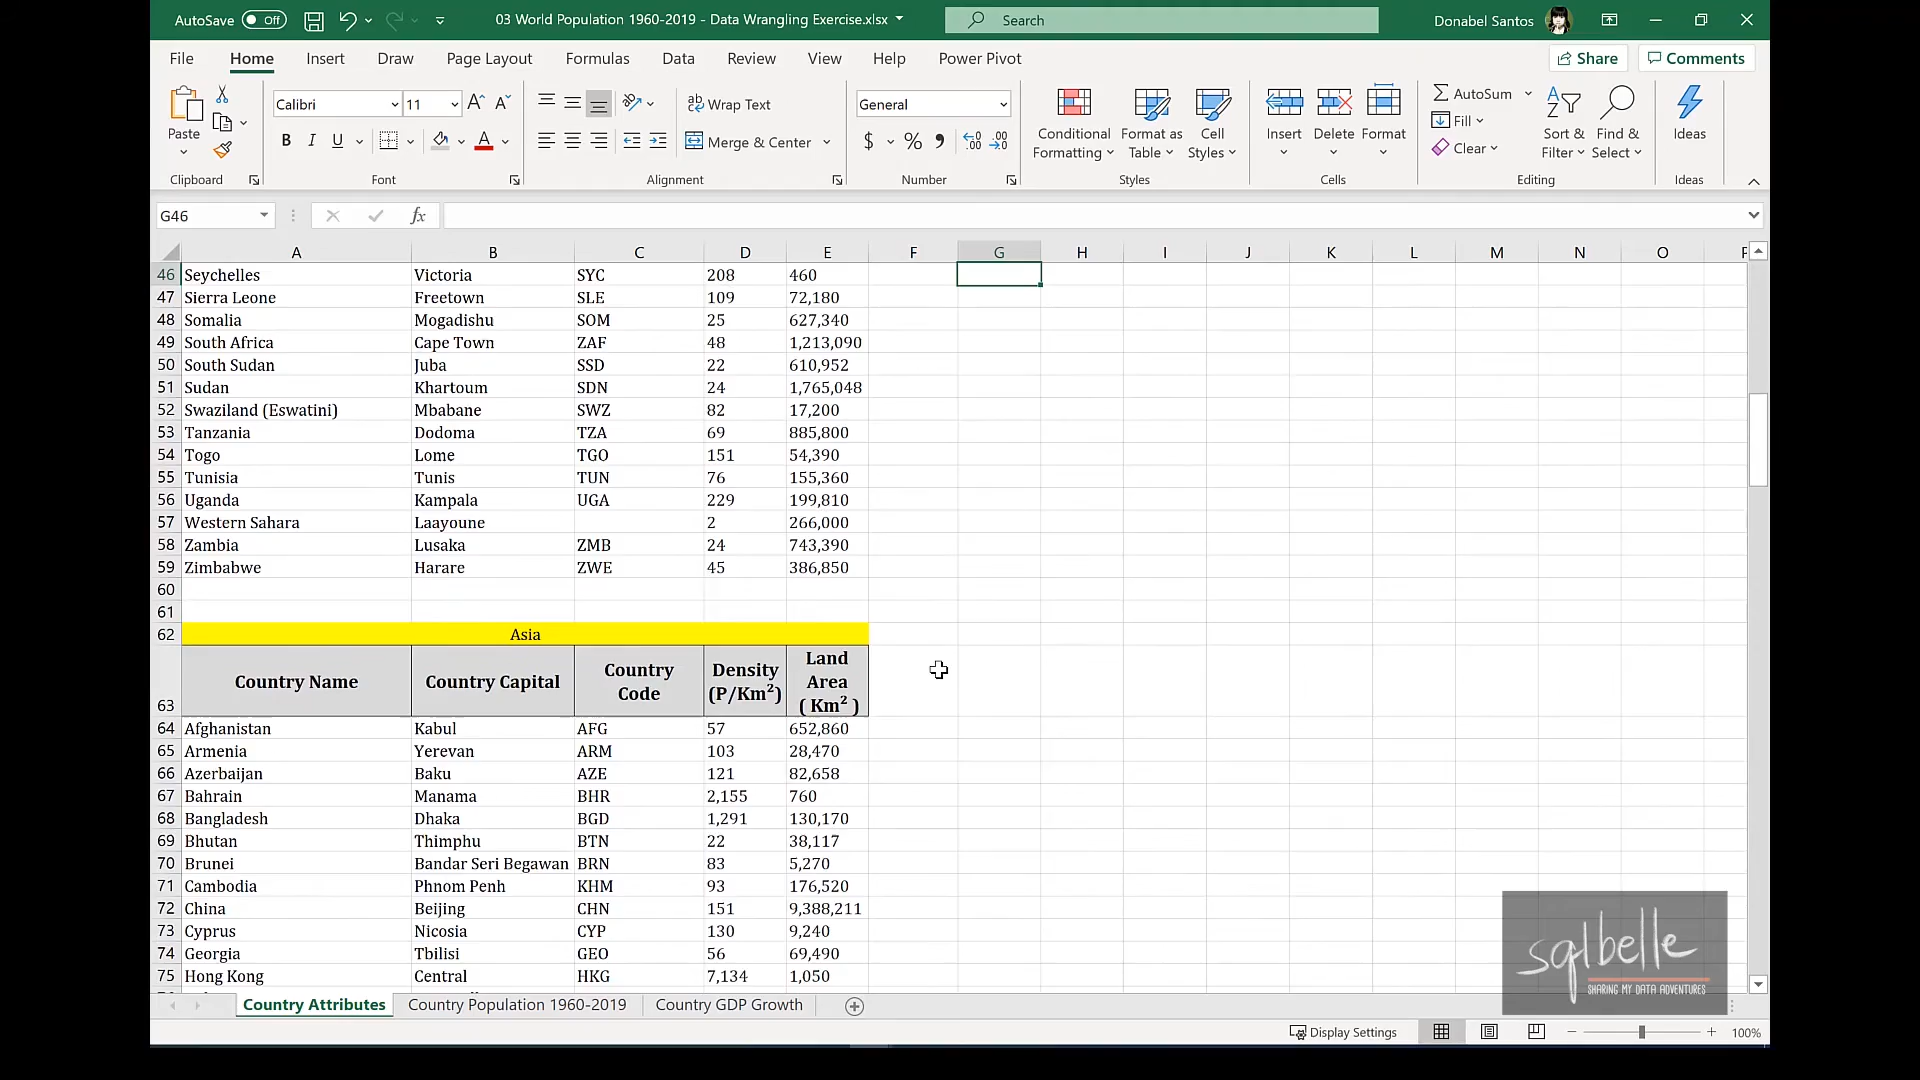 AutoSave Off 03 World Population 1960-2019 - Data Wrangling Exercise.xlsx Search Donabel Santos
File Home Insert Draw Page Layout Formulas Data Review View Help Power Pivot Share Comments
Paste
Clipboard
Calibri 11 A A
B I U A
Font
ab Wrap Text
Merge & Center
Alignment
General
$ % 9 .00 .00
Number
Conditional Formatting Format as Table Cell Styles
Styles
Insert Delete Format
Cells
AutoSum
Fill
Clear
Sort & Filter Find & Select
Editing
Ideas
Ideas
G46 fx
A B C D E F G H I J K L M N O
46 Seychelles Victoria SYC 208 460
47 Sierra Leone Freetown SLE 109 72,180
48 Somalia Mogadishu SOM 25 627,340
49 South Africa Cape Town ZAF 48 1,213,090
50 South Sudan Juba SSD 22 610,952
51 Sudan Khartoum SDN 24 1,765,048
52 Swaziland (Eswatini) Mbabane SWZ 82 17,200
53 Tanzania Dodoma TZA 69 885,800
54 Togo Lome TGO 151 54,390
55 Tunisia Tunis TUN 76 155,360
56 Uganda Kampala UGA 229 199,810
57 Western Sahara Laayoune 2 266,000
58 Zambia Lusaka ZMB 24 743,390
59 Zimbabwe Harare ZWE 45 386,850
60
61
62 Asia
63 Country Name Country Capital Country Code Density (P/Km²) Land Area ( Km² )
64 Afghanistan Kabul AFG 57 652,860
65 Armenia Yerevan ARM 103 28,470
66 Azerbaijan Baku AZE 121 82,658
67 Bahrain Manama BHR 2,155 760
68 Bangladesh Dhaka BGD 1,291 130,170
69 Bhutan Thimphu BTN 22 38,117
70 Brunei Bandar Seri Begawan BRN 83 5,270
71 Cambodia Phnom Penh KHM 93 176,520
72 China Beijing CHN 151 9,388,211
73 Cyprus Nicosia CYP 130 9,240
74 Georgia Tbilisi GEO 56 69,490
75 Hong Kong Central HKG 7,134 1,050
sqlbelle
SHARING MY DATA ADVENTURES
Country Attributes Country Population 1960-2019 Country GDP Growth
Display Settings 100%